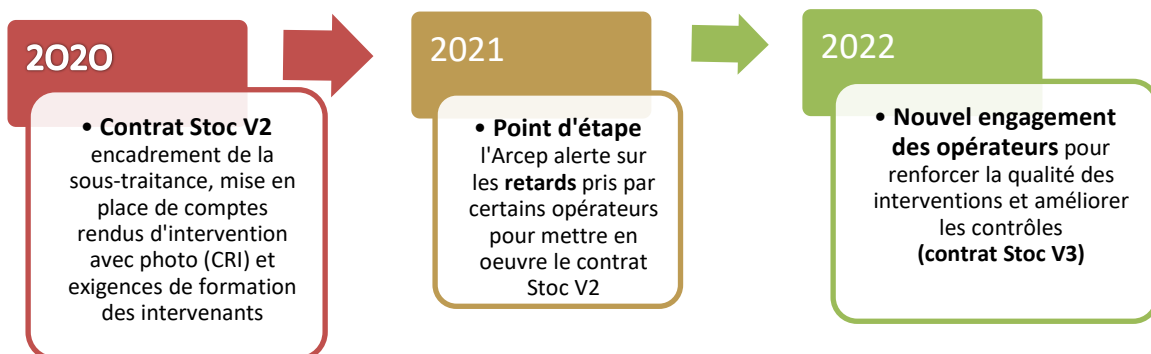 2020
• Contrat Stoc V2
encadrement de la
sous-traitance, mise en
place de comptes
rendus d'intervention
avec photo (CRI) et
exigences de formation
des intervenants
2021
• Point d'étape
l'Arcep alerte sur
les retards pris par
certains opérateurs
pour mettre en
oeuvre le contrat
Stoc V2
2022
• Nouvel engagement
des opérateurs pour
renforcer la qualité des
interventions et améliorer
les contrôles
(contrat Stoc V3)